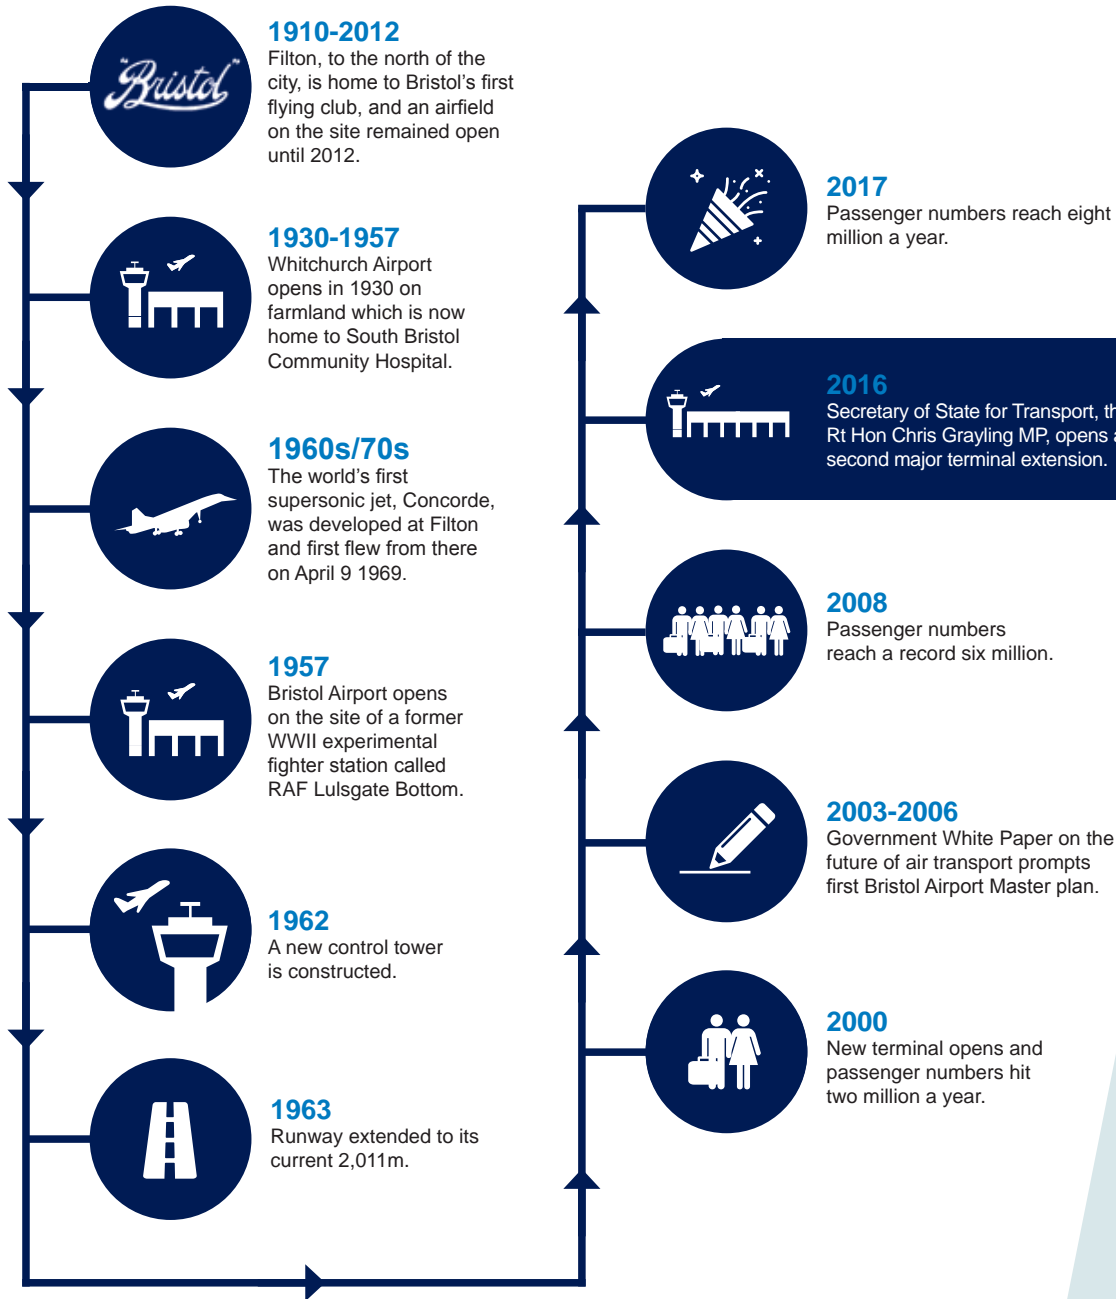 "Bristol"
1910-2012
Filton, to the north of the
city, is home to Bristol's first
flying club, and an airfield
on the site remained open
until 2012.
1930-1957
Whitchurch Airport
opens in 1930 on
farmland which is now
home to South Bristol
Community Hospital.
1960s/70s
The world's first
supersonic jet, Concorde,
was developed at Filton
and first flew from there
on April 9 1969.
1957
Bristol Airport opens
on the site of a former
WWII experimental
fighter station called
RAF Lulsgate Bottom.
1962
A new control tower
is constructed.
1963
Runway extended to its
current 2,011m.
2017
Passenger numbers reach eight
million a year.
2016
Secretary of State for Transport,
Rt Hon Chris Grayling MP, opens
second major terminal extension.
2008
Passenger numbers
reach a record six million.
2003-2006
Government White Paper on the
future of air transport prompts
first Bristol Airport Master plan.
2000
New terminal opens and
passenger numbers hit
two million a year.